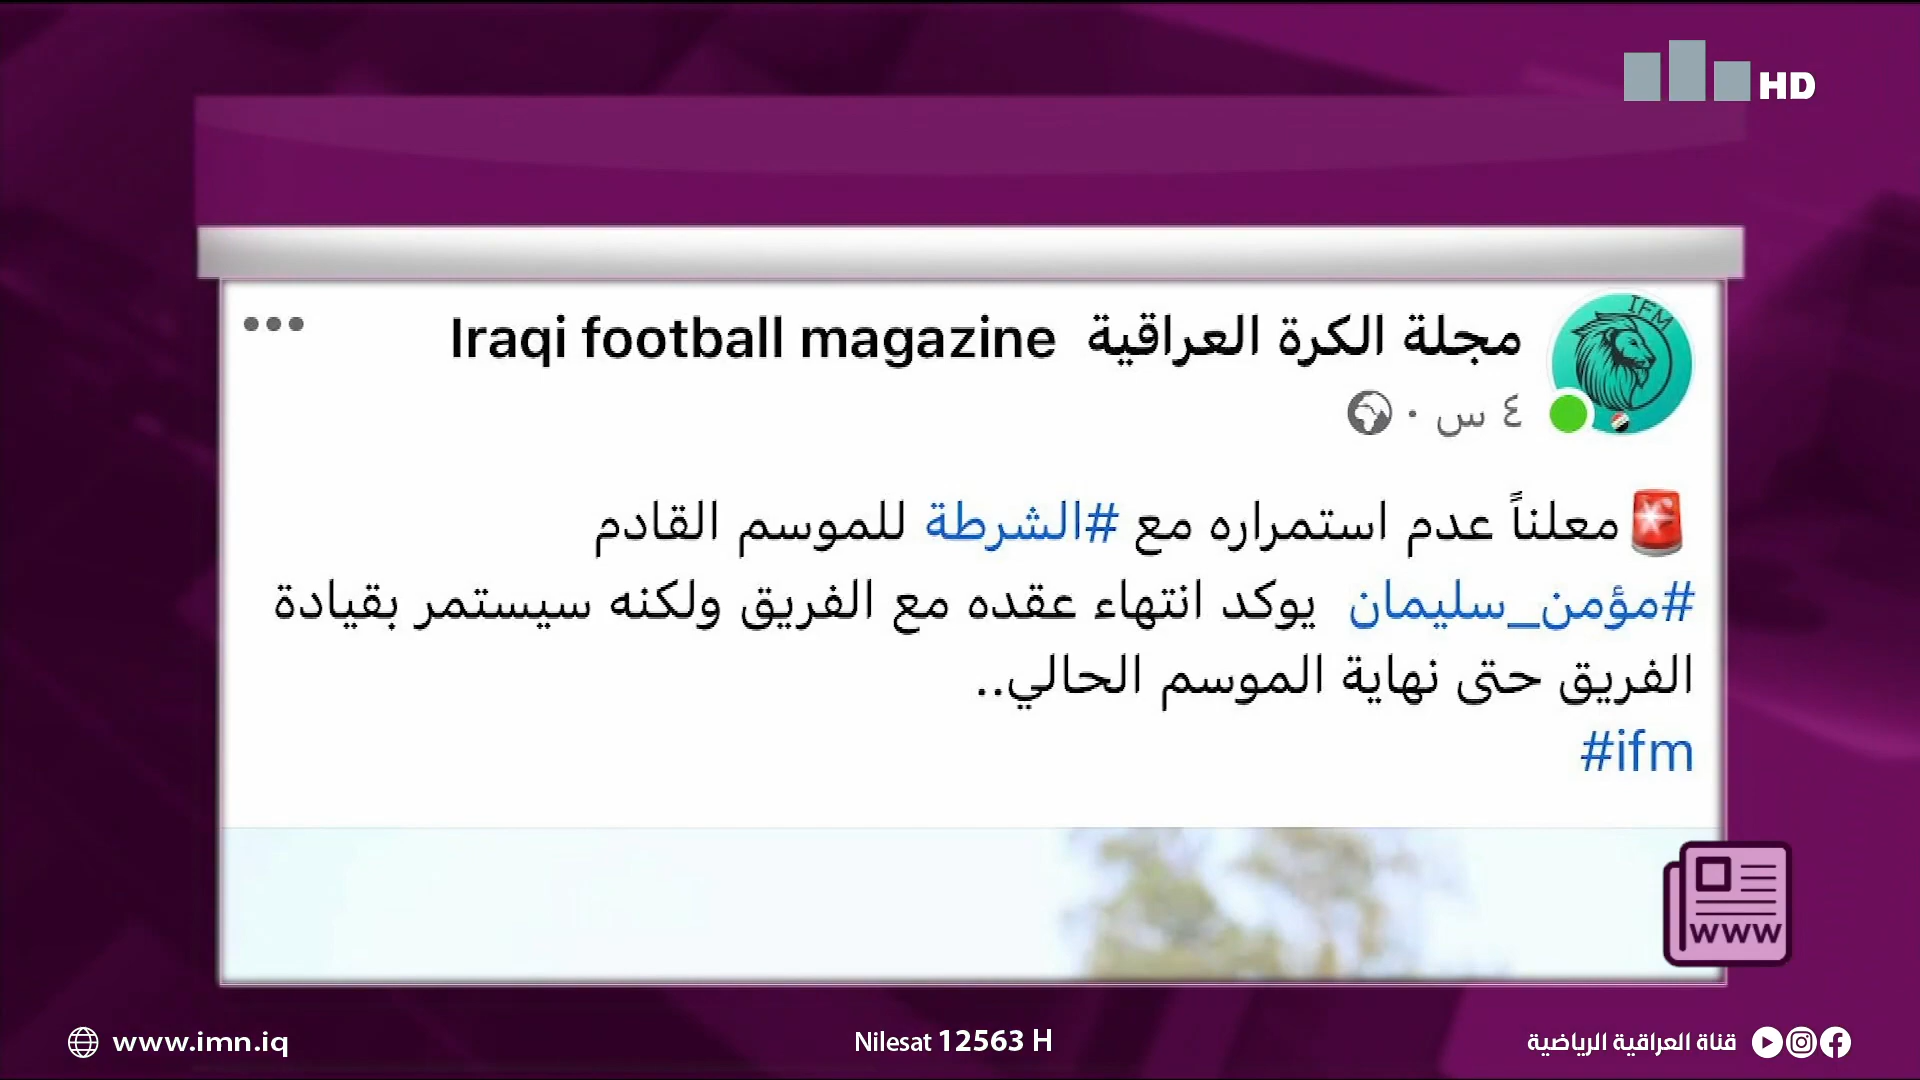 HD
مجلة الكرة العراقية Iraqi football magazine
IFM
٤ س ·
معلناً عدم استمراره مع #الشرطة للموسم القادم
#مؤمن_سليمان يوكد انتهاء عقده مع الفريق ولكنه سيستمر بقيادة
الفريق حتى نهاية الموسم الحالي..
#ifm
www
www.imn.iq
Nilesat 12563 H
قناة العراقية الرياضية